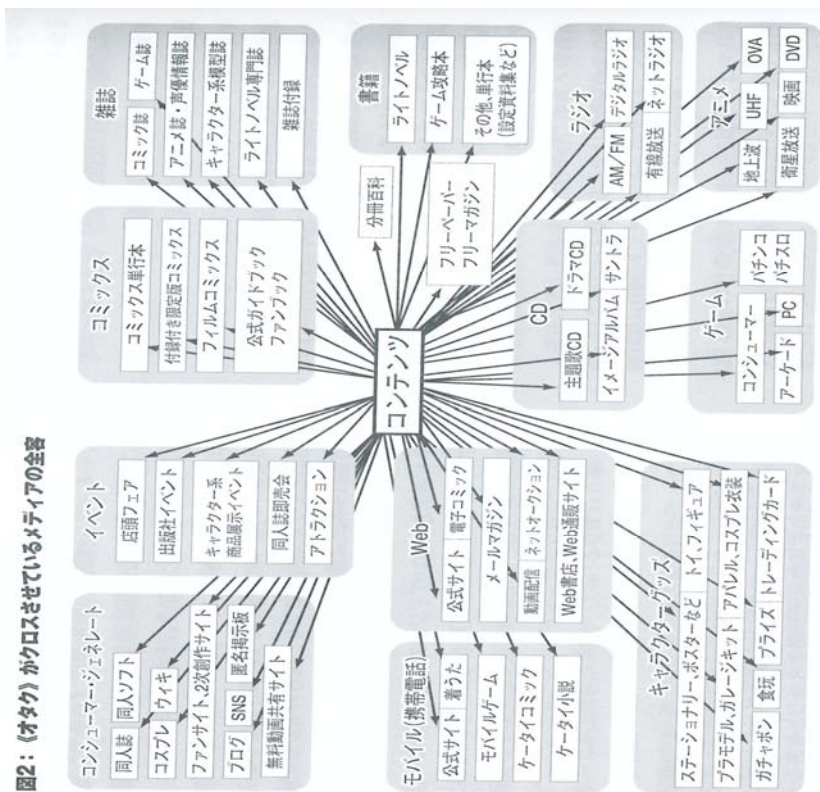 図2：《オタク》がクロスさせているメディアの全容
コンシューマー・ジェネレート
同人誌 同人ソフト
コスプレ ウィキ
ファンサイト、2次創作サイト
ブログ SNS 匿名掲示板
無料動画共有サイト
イベント
店頭フェア
出版社イベント
キャラクター系
商品展示イベント
同人誌即売会
アトラクション
コミックス
コミックス単行本
付録付き限定版コミックス
フィルムコミックス
公式ガイドブック
ファンブック
雑誌
コミック誌 ゲーム誌
アニメ誌・声優情報誌
キャラクター系模型誌
ライトノベル専門誌
雑誌付録
コンテンツ
分冊百科
フリーペーパー
フリーマガジン
書籍
ライトノベル
ゲーム攻略本
その他、単行本
(設定資料集など)
モバイル(携帯電話)
公式サイト 着うた
モバイルゲーム
ケータイコミック
ケータイ小説
Web
公式サイト 電子コミック
メールマガジン
動画配信 ネットオークション
Web書店、Web通販サイト
CD
主題歌CD ドラマCD
イメージアルバム サントラ
ラジオ
AM/FM デジタルラジオ
有線放送 ネットラジオ
キャラクターグッズ
ステーショナリー、ポスターなど トイ、フィギュア
プラモデル、ガレージキット アパレル、コスプレ衣装
ガチャポン 食玩 プライズ トレーディングカード
ゲーム
コンシューマー パチンコ
パチスロ
アーケード PC
アニメ
地上波 UHF OVA
衛星放送 映画 DVD